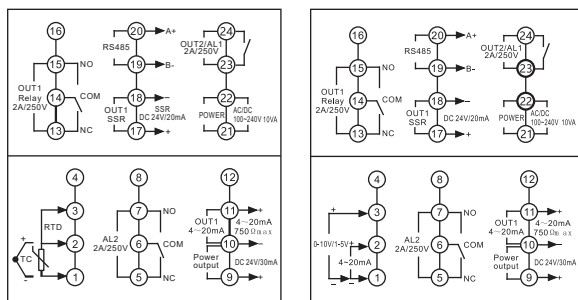 16
15
14
13
NO
COM
NC
OUT1
Relay
2A/250V
20
19
18
17
A+
B-
RS485
SSR
OUT1
SSR
DC 24V/20mA
−
+
24
23
22
21
OUT2/AL1
2A/250V
POWER
AC/DC
100~240V 10VA
4
3
2
1
RTD
TC
+
-
8
7
6
5
NO
COM
NC
AL2
2A/250V
12
11
10
9
OUT1
4~20mA
+
4~20mA
750Ωmax
−
Power
output
DC 24V/30mA
+
16
15
14
13
NO
COM
NC
OUT1
Relay
2A/250V
20
19
18
17
A+
B-
RS485
OUT1
SSR
DC 24V/20mA
−
+
24
23
22
21
OUT2/AL1
2A/250V
POWER
AC/DC
100~240V 10VA
4
3
2
1
+
0-10V/1-5V
+
4~20mA
−
−
8
7
6
5
NO
COM
NC
AL2
2A/250V
12
11
10
9
OUT1
4~20mA
+
4~20mA
750Ωmax
−
Power
output
DC 24V/30mA
+